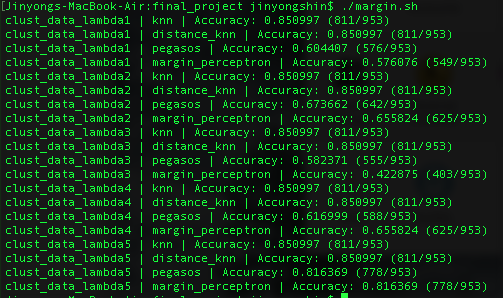 [Jinyongs-MacBook-Air:final_project jinyongshin$ ./margin.sh
clust_data_lambda1 | knn | Accuracy: 0.850997 (811/953)
clust_data_lambda1 | distance_knn | Accuracy: 0.850997 (811/953)
clust_data_lambda1 | pegasos | Accuracy: 0.604407 (576/953)
clust_data_lambda1 | margin_perceptron | Accuracy: 0.576076 (549/953)
clust_data_lambda2 | knn | Accuracy: 0.850997 (811/953)
clust_data_lambda2 | distance_knn | Accuracy: 0.850997 (811/953)
clust_data_lambda2 | pegasos | Accuracy: 0.673662 (642/953)
clust_data_lambda2 | margin_perceptron | Accuracy: 0.655824 (625/953)
clust_data_lambda3 | knn | Accuracy: 0.850997 (811/953)
clust_data_lambda3 | distance_knn | Accuracy: 0.850997 (811/953)
clust_data_lambda3 | pegasos | Accuracy: 0.582371 (555/953)
clust_data_lambda3 | margin_perceptron | Accuracy: 0.422875 (403/953)
clust_data_lambda4 | knn | Accuracy: 0.850997 (811/953)
clust_data_lambda4 | distance_knn | Accuracy: 0.850997 (811/953)
clust_data_lambda4 | pegasos | Accuracy: 0.616999 (588/953)
clust_data_lambda4 | margin_perceptron | Accuracy: 0.655824 (625/953)
clust_data_lambda5 | knn | Accuracy: 0.850997 (811/953)
clust_data_lambda5 | distance_knn | Accuracy: 0.850997 (811/953)
clust_data_lambda5 | pegasos | Accuracy: 0.816369 (778/953)
clust_data_lambda5 | margin_perceptron | Accuracy: 0.816369 (778/953)